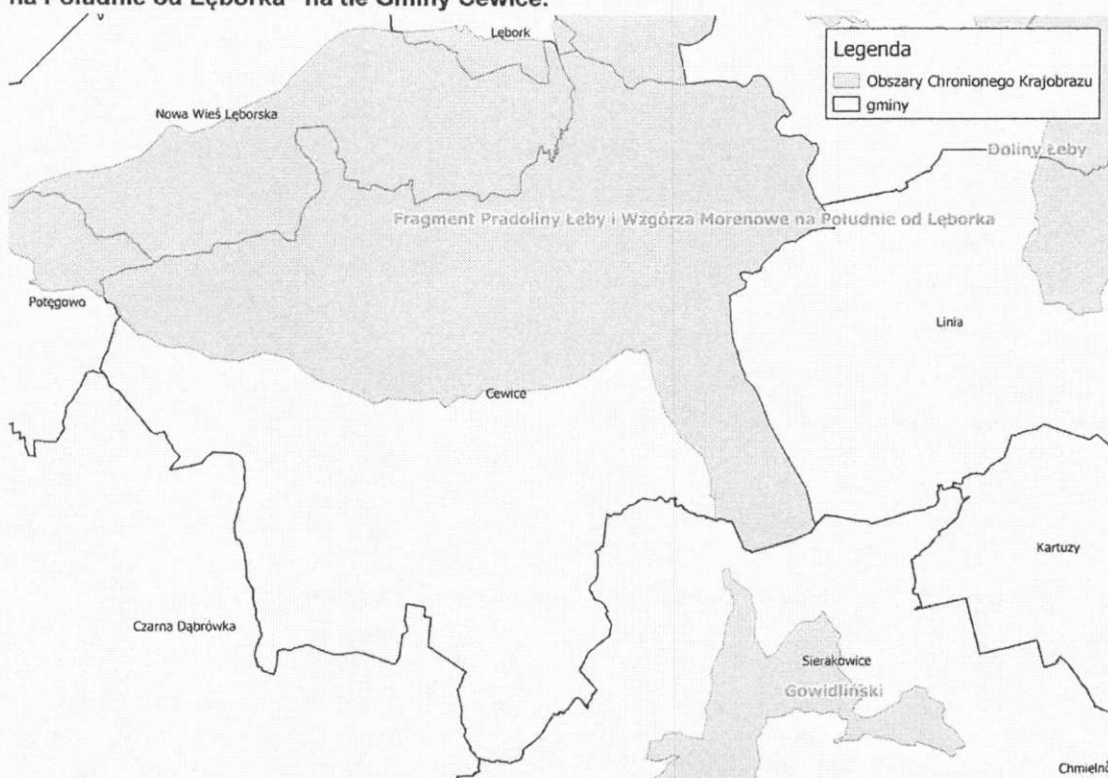 na Południe od Lęborka" na tle Gminy Cewice.
Lębork
Legenda
Obszary Chronionego Krajobrazu
gminy
Nowa Wieś Lęborska
Doliny Łeby
Fragment Pradoliny Łeby i Wzgórza Morenowe na Południe od Lęborka
Potęgowo
Linia
Cewice
Kartuzy
Czarna Dąbrówka
Sierakowice
Gowidliński
Chmielno